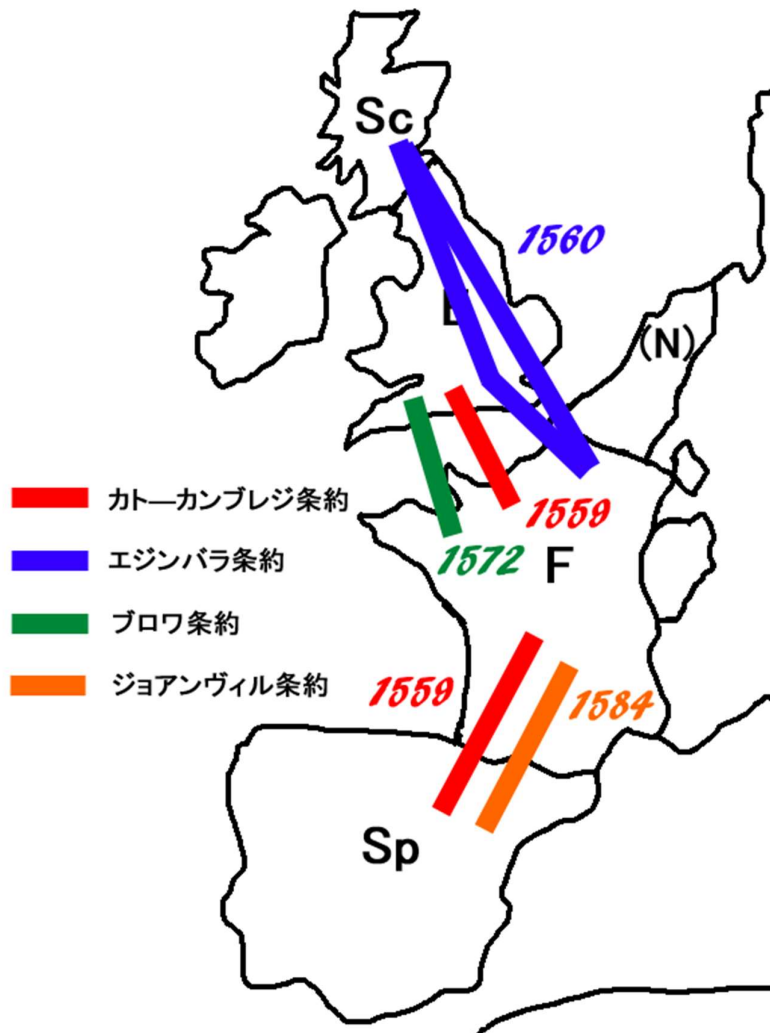 Sc
1560
E
(N)
カトーカンブレジ条約
1559
エジンバラ条約
1572
F
ブロワ条約
ジョアンヴィル条約
1559
1584
Sp